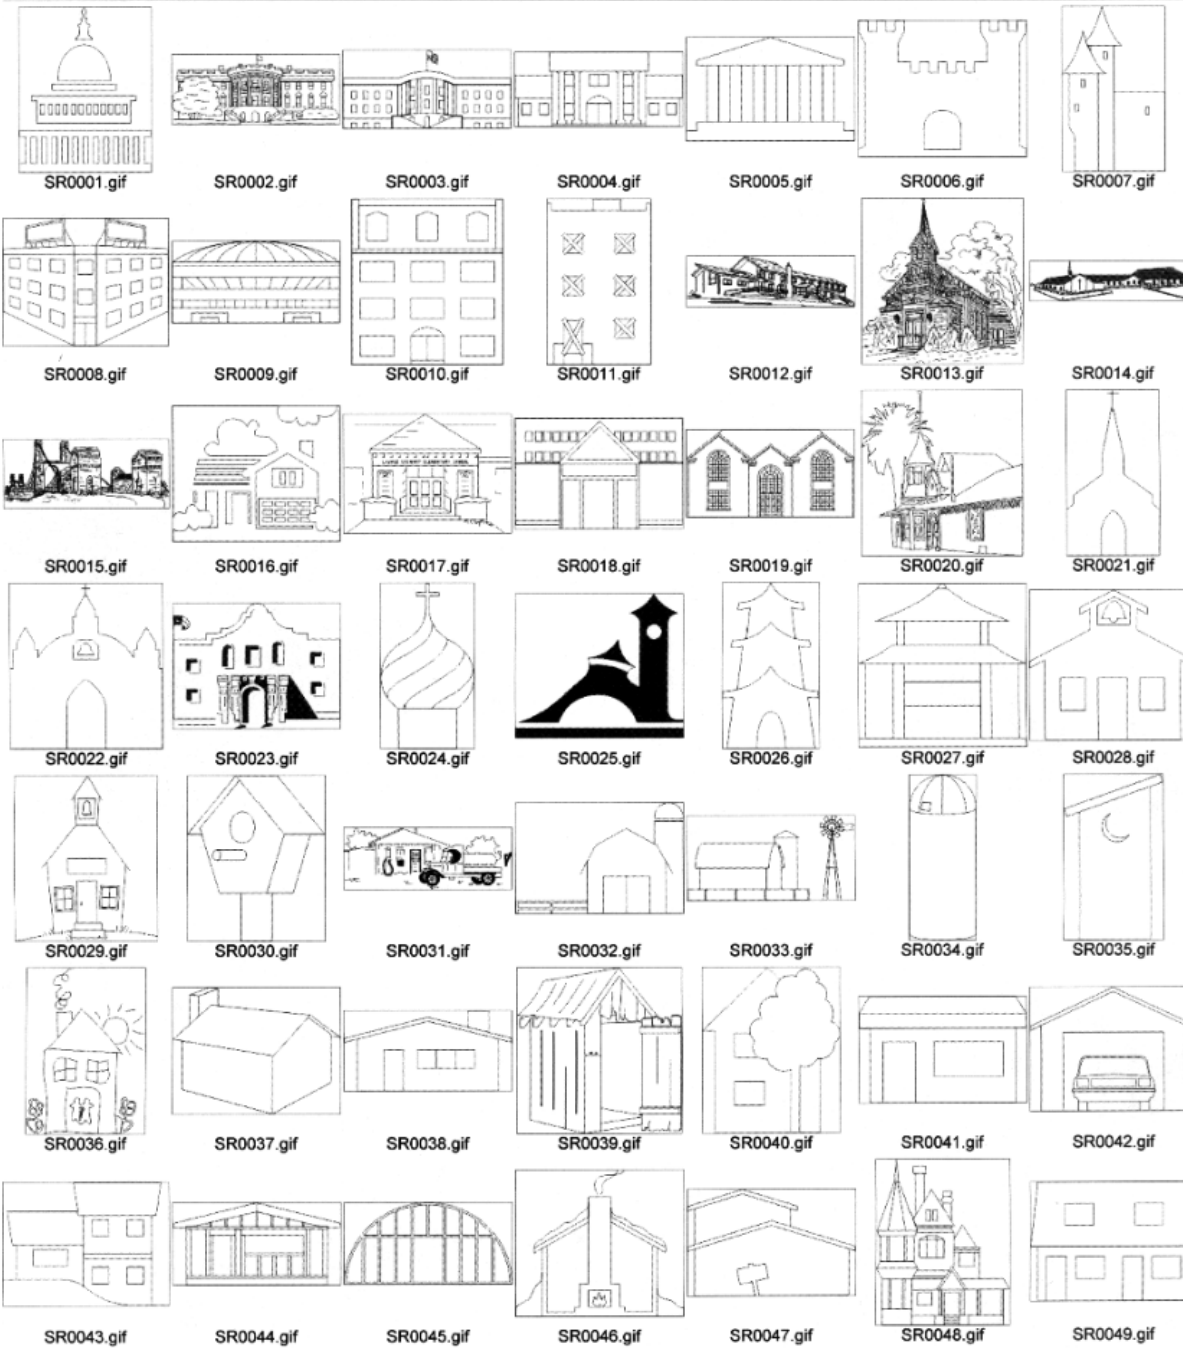 SR0001.gif SR0002.gif SR0003.gif SR0004.gif SR0005.gif SR0006.gif SR0007.gif
SR0008.gif SR0009.gif SR0010.gif SR0011.gif SR0012.gif SR0013.gif SR0014.gif
SR0015.gif SR0016.gif SR0017.gif SR0018.gif SR0019.gif SR0020.gif SR0021.gif
SR0022.gif SR0023.gif SR0024.gif SR0025.gif SR0026.gif SR0027.gif SR0028.gif
SR0029.gif SR0030.gif SR0031.gif SR0032.gif SR0033.gif SR0034.gif SR0035.gif
SR0036.gif SR0037.gif SR0038.gif SR0039.gif SR0040.gif SR0041.gif SR0042.gif
SR0043.gif SR0044.gif SR0045.gif SR0046.gif SR0047.gif SR0048.gif SR0049.gif